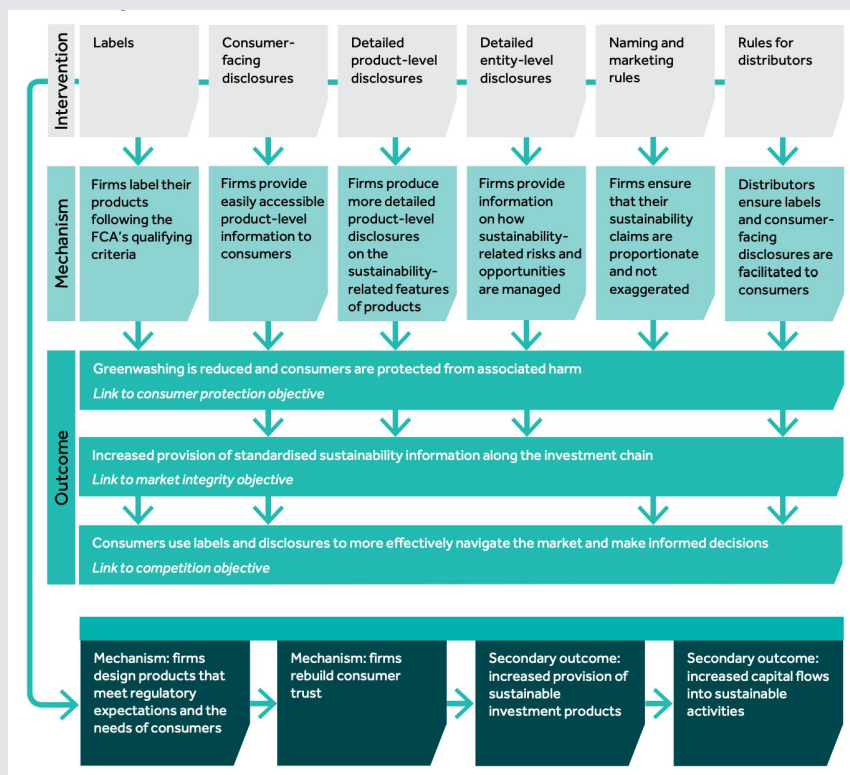 Intervention
Labels
Consumer-
facing
disclosures
Detailed
product-level
disclosures
Detailed
entity-level
disclosures
Naming and
marketing
rules
Rules for
distributors
Mechanism
Firms label their
products
following the
FCA's qualifying
criteria
Firms provide
easily accessible
product-level
information to
consumers
Firms produce
more detailed
product-level
disclosures
on the
sustainability-
related features
of products
Firms provide
information
on how
sustainability-
related risks and
opportunities
are managed
Firms ensure
that their
sustainability
claims are
proportionate
and not
exaggerated
Distributors
ensure labels
and consumer-
facing
disclosures are
facilitated to
consumers
Outcome
Greenwashing is reduced and consumers are protected from associated harm
Link to consumer protection objective
Increased provision of standardised sustainability information along the investment chain
Link to market integrity objective
Consumers use labels and disclosures to more effectively navigate the market and make informed decisions
Link to competition objective
Mechanism: firms
design products that
meet regulatory
expectations and the
needs of consumers
Mechanism: firms
rebuild consumer
trust
Secondary outcome:
increased provision of
sustainable
investment products
Secondary outcome:
increased capital flows
into sustainable
activities